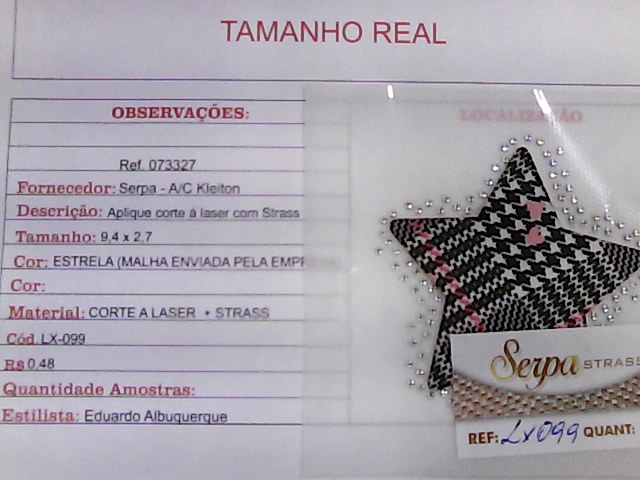 TAMANHO REAL
OBSERVAÇÕES:
LOCALIZAÇÃO
Ref. 073327
Fornecedor: Serpa - A/C Kleiton
Descrição: Aplique corte á laser com Strass
Tamanho: 9,4 x 2,7
Cor: ESTRELA (MALHA ENVIADA PELA EMPRESA)
Cor:
Material: CORTE A LASER + STRASS
Cód. LX-099
R$ 0,48
Quantidade Amostras:
Estilista: Eduardo Albuquerque
Serpa STRASS
REF: LX099 QUANT: